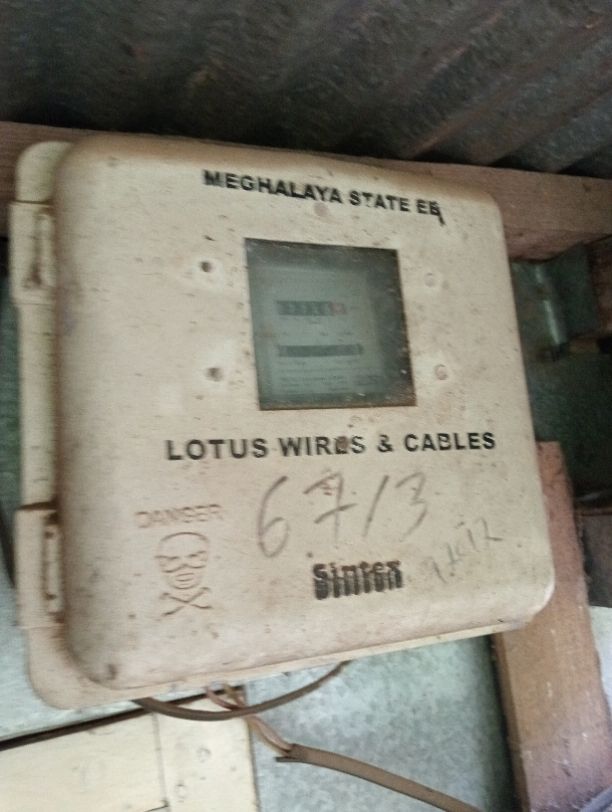 MEGHALAYA STATE EB
LOTUS WIRES & CABLES
DANGER
6713
Sintex